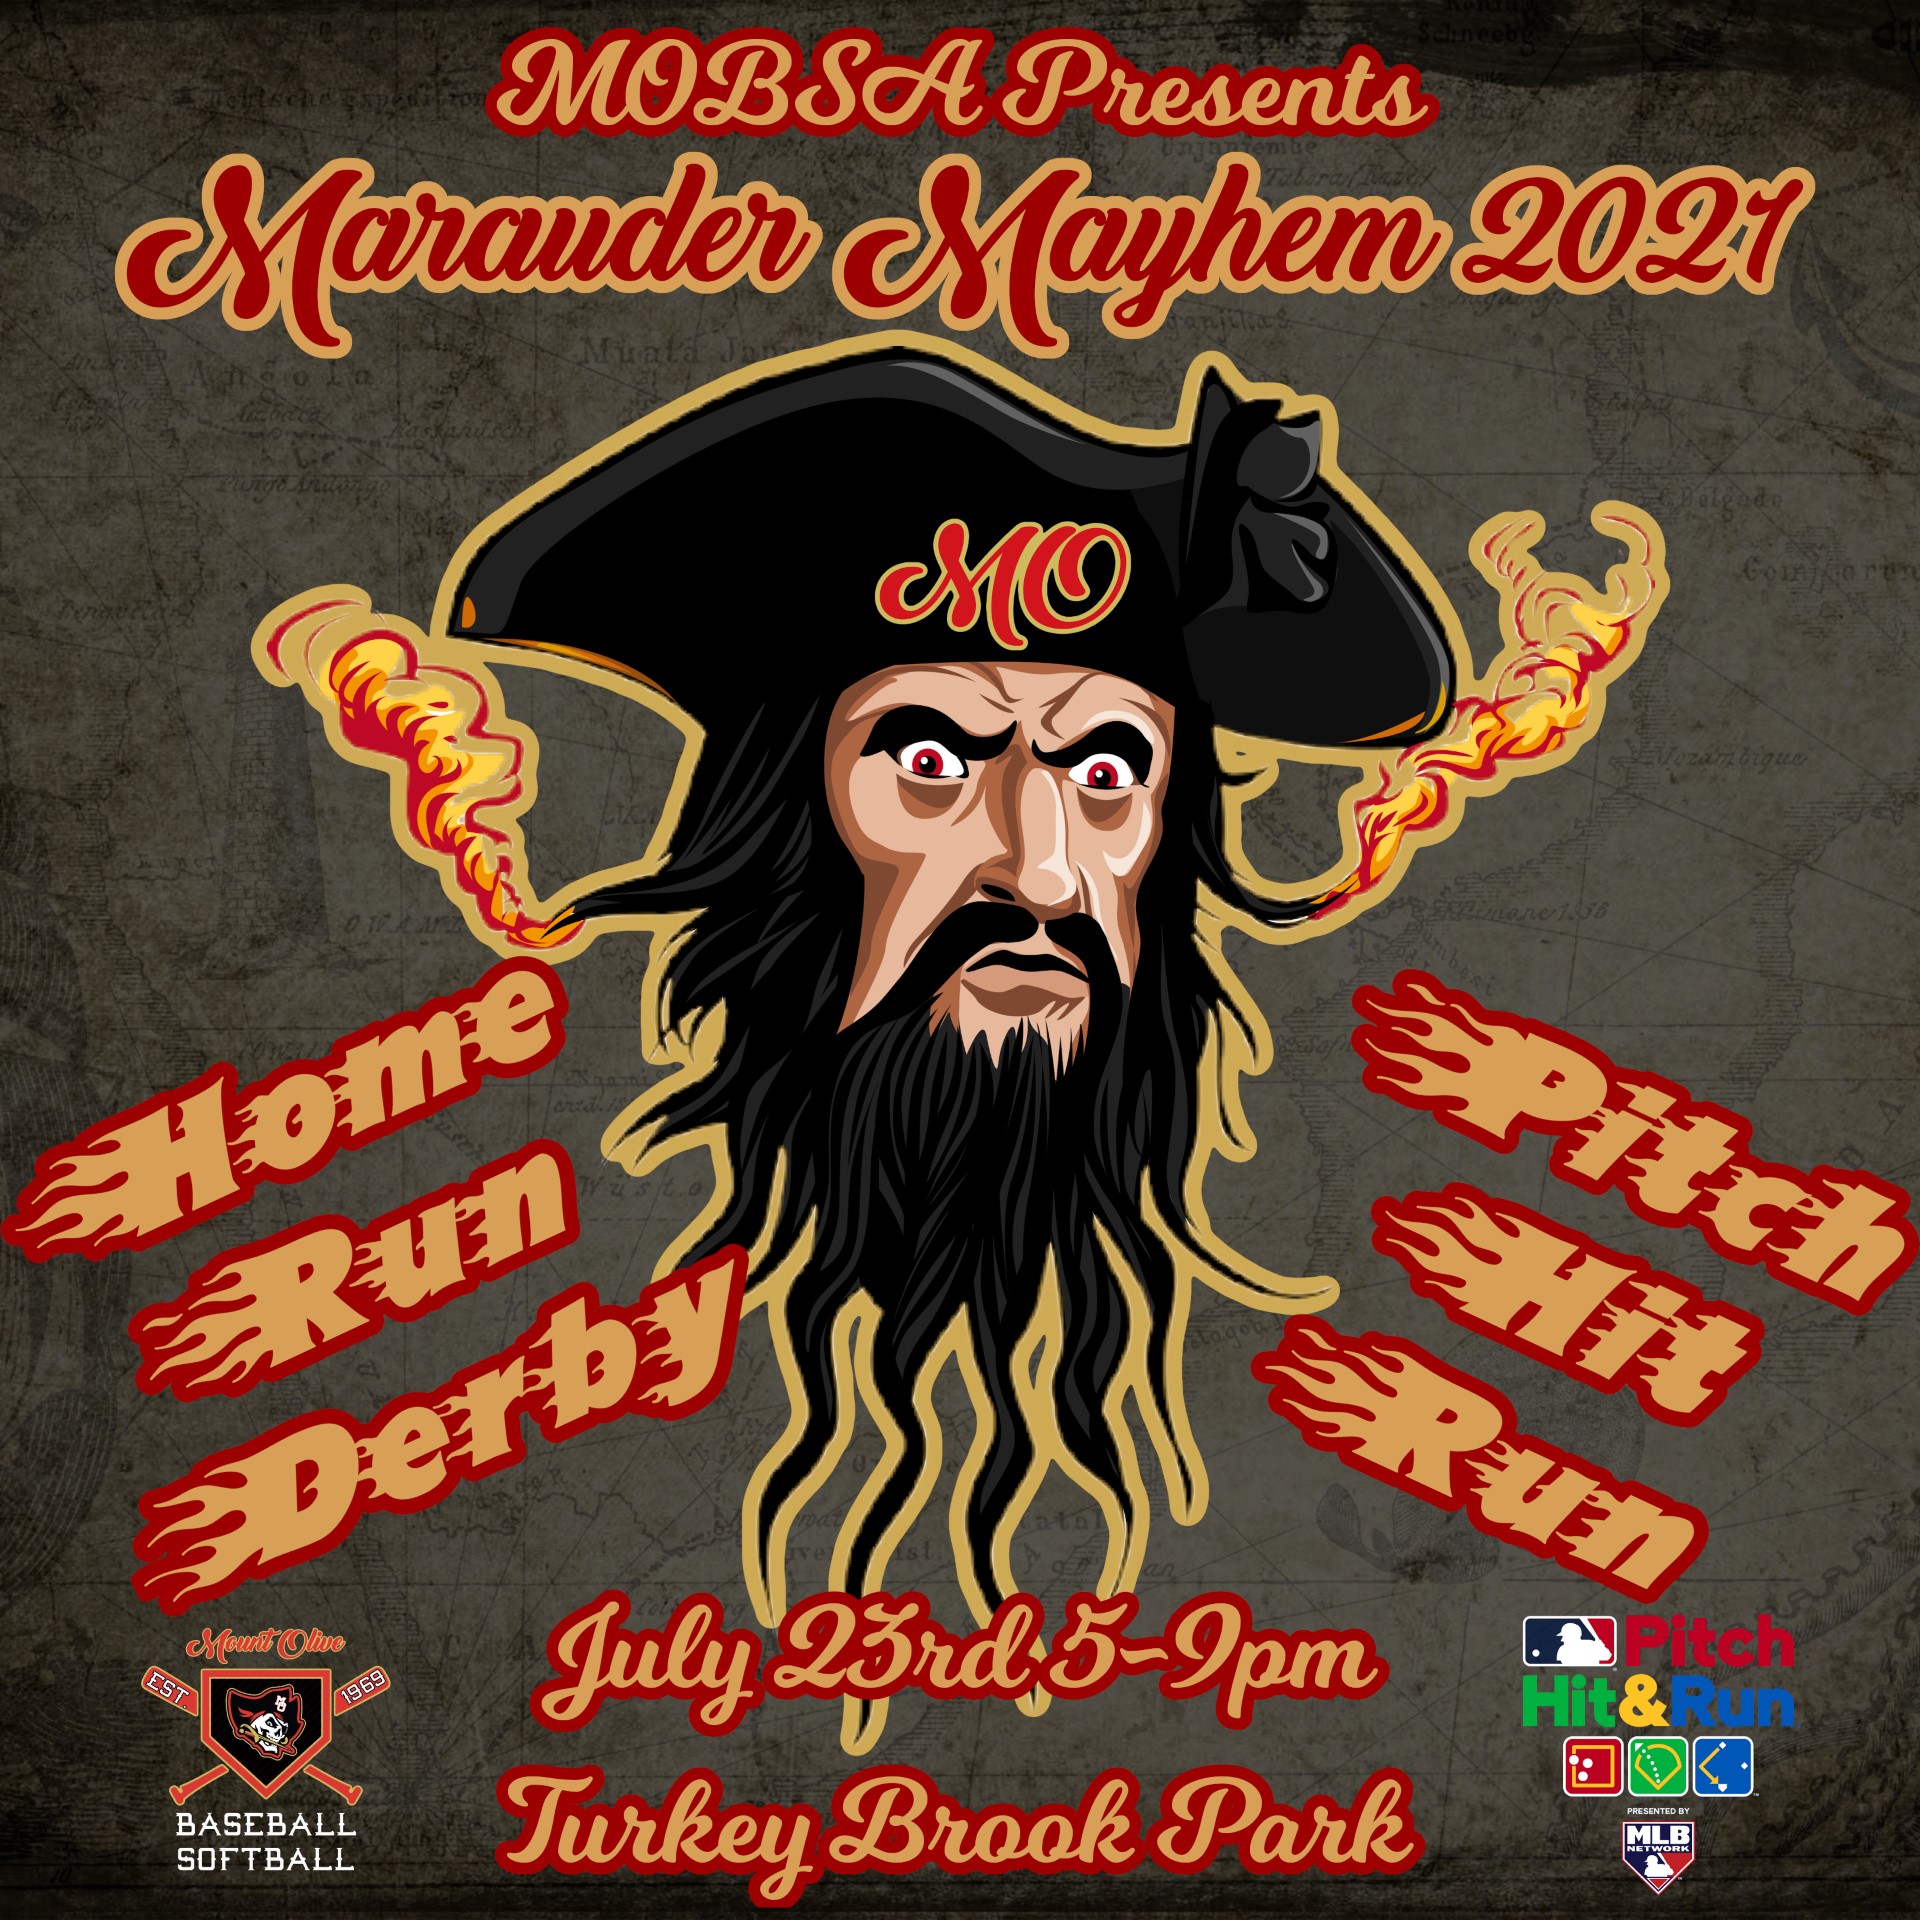 MOBSA Presents
Marauder Mayhem 2021
MO
Home
Run
Derby
Pitch
Hit
Run
July 23rd 5-9pm
Turkey Brook Park
Mount Olive
EST. 1969
BASEBALL
SOFTBALL
Pitch
Hit&Run
PRESENTED BY
MLB
NETWORK